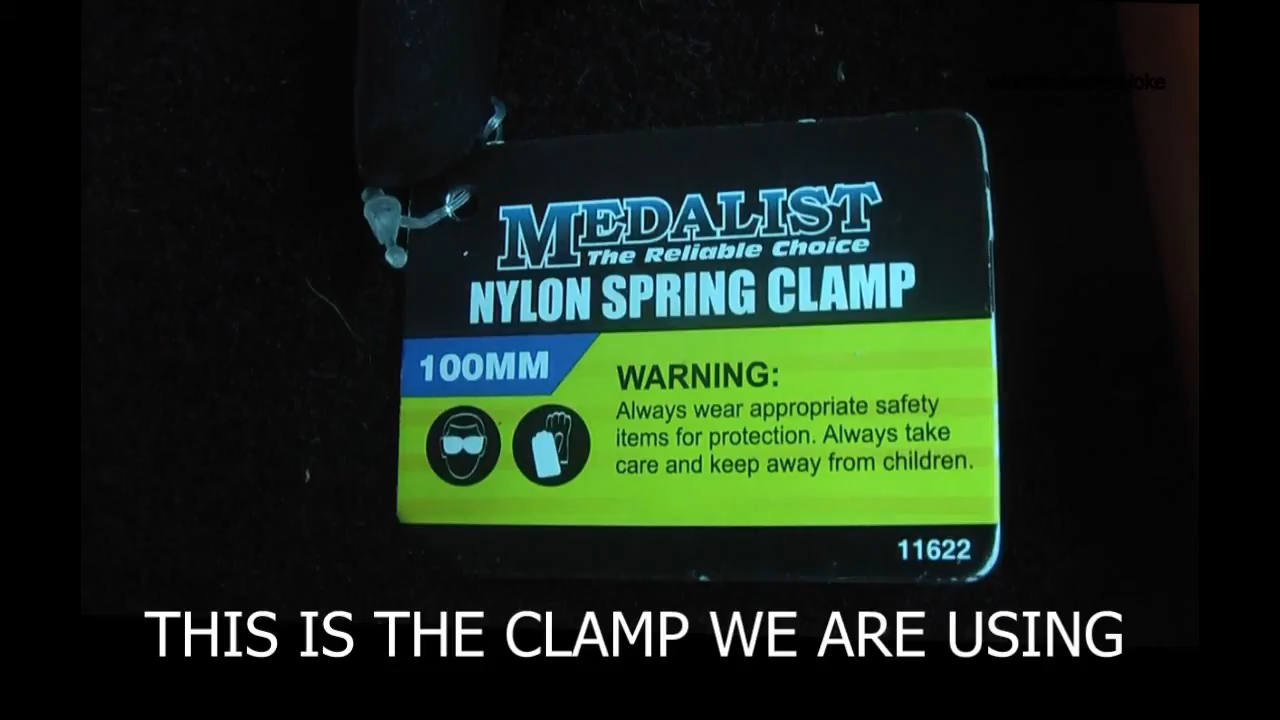 MEDALIST
The Reliable Choice
NYLON SPRING CLAMP
100MM
WARNING:
Always wear appropriate safety
items for protection. Always take
care and keep away from children.
11622
THIS IS THE CLAMP WE ARE USING